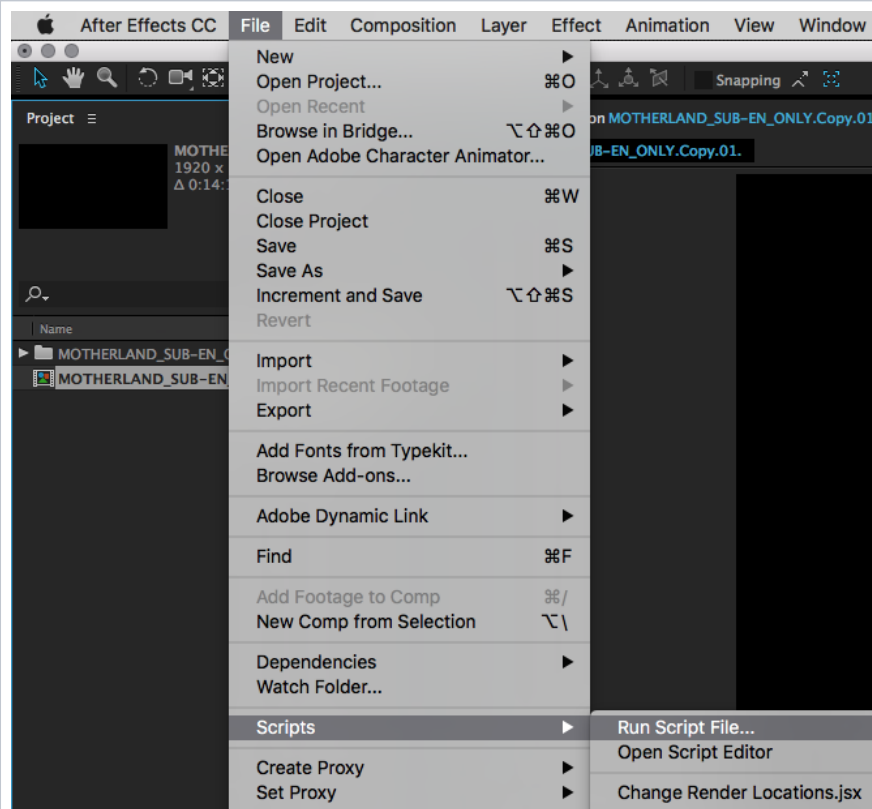 After Effects CC File Edit Composition Layer Effect Animation View Window
Snapping
Project
on MOTHERLAND_SUB-EN_ONLY.Copy.01
JB-EN_ONLY.Copy.01.
MOTHE
1920 x
Δ 0:14:
Name
MOTHERLAND_SUB-EN_
MOTHERLAND_SUB-EN_
New
Open Project... ⌘O
Open Recent
Browse in Bridge... ⌥⇧⌘O
Open Adobe Character Animator...
Close ⌘W
Close Project
Save ⌘S
Save As
Increment and Save ⌥⇧⌘S
Revert
Import
Import Recent Footage
Export
Add Fonts from Typekit...
Browse Add-ons...
Adobe Dynamic Link
Find ⌘F
Add Footage to Comp ⌘/
New Comp from Selection ⌥\
Dependencies
Watch Folder...
Scripts
Create Proxy
Set Proxy
Run Script File...
Open Script Editor
Change Render Locations.jsx